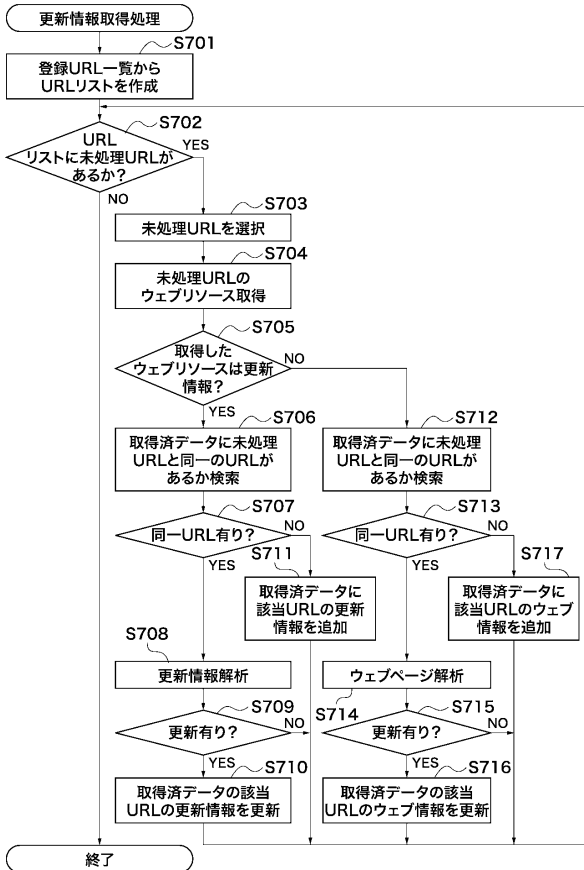 更新情報取得処理
S701
登録URL一覧から
URLリストを作成
S702
URL
リストに未処理URLが
あるか?
YES
NO
S703
未処理URLを選択
S704
未処理URLの
ウェブリソース取得
S705
取得した
ウェブリソースは更新
情報?
NO
YES
S706
取得済データに未処理
URLと同一のURLが
あるか検索
S712
取得済データに未処理
URLと同一のURLが
あるか検索
S707
同一URL有り?
NO
YES
S713
同一URL有り?
NO
YES
S711
取得済データに
該当URLの更新
情報を追加
S717
取得済データに
該当URLのウェブ
情報を追加
S708
更新情報解析
ウェブページ解析
S714
S709
更新有り?
NO
YES
S715
更新有り?
NO
YES
S710
取得済データの該当
URLの更新情報を更新
S716
取得済データの該当
URLのウェブ情報を更新
終了